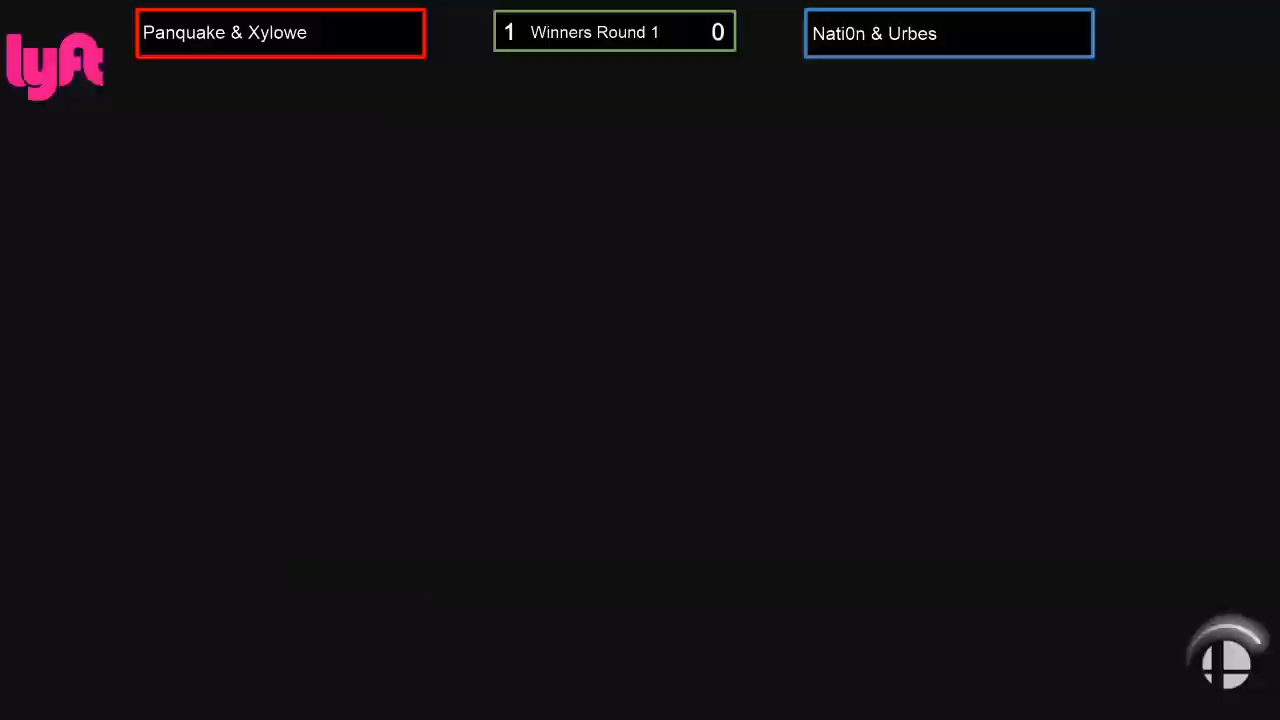 lyft
Panquake & Xylowe
1 Winners Round 1 0
Nati0n & Urbes